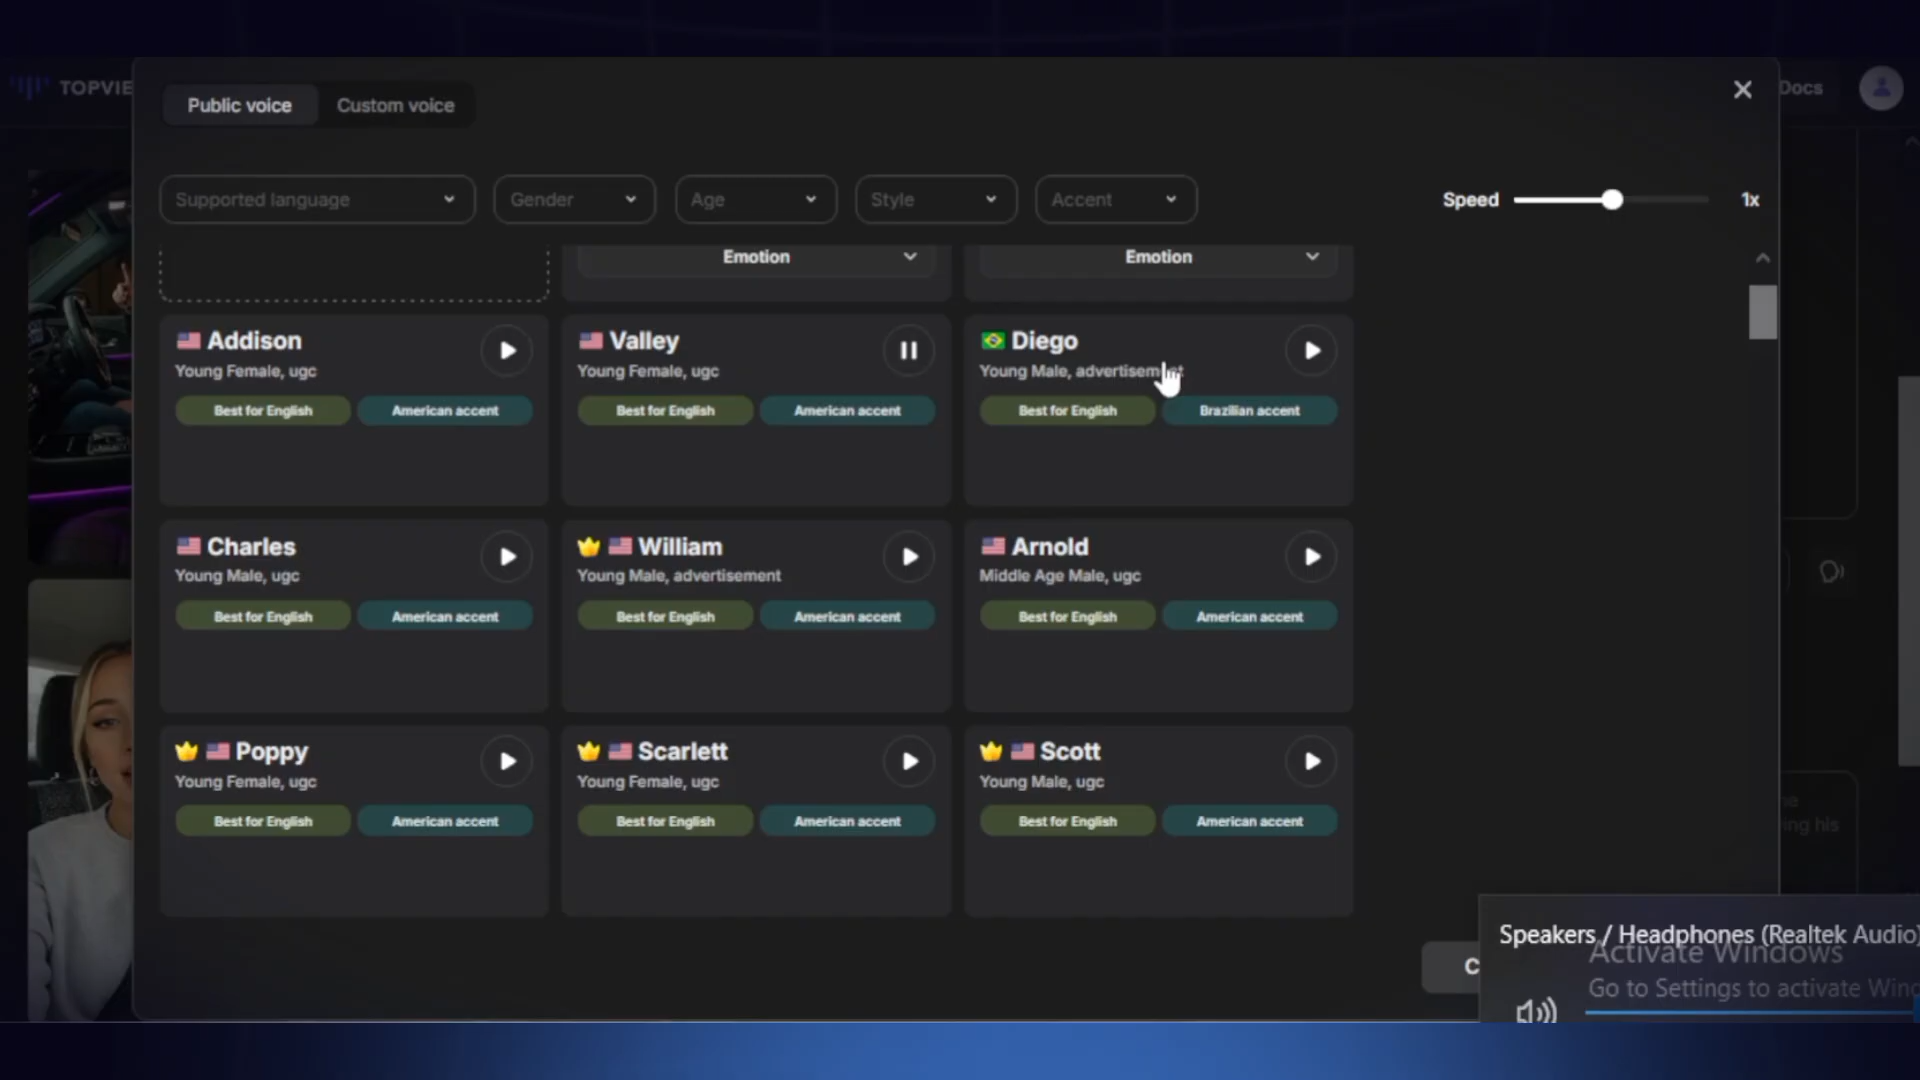 TOPVIE
Public voice
Custom voice
Docs
Supported language
Gender
Age
Style
Accent
Speed
1x
Emotion
Emotion
Addison
Young Female, ugc
Best for English
American accent
Valley
Young Female, ugc
Best for English
American accent
Diego
Young Male, advertisement
Best for English
Brazilian accent
Charles
Young Male, ugc
Best for English
American accent
William
Young Male, advertisement
Best for English
American accent
Arnold
Middle Age Male, ugc
Best for English
American accent
Poppy
Young Female, ugc
Best for English
American accent
Scarlett
Young Female, ugc
Best for English
American accent
Scott
Young Male, ugc
Best for English
American accent
ing his
C
Speakers / Headphones (Realtek Audio)
Activate Windows
Go to Settings to activate Wind